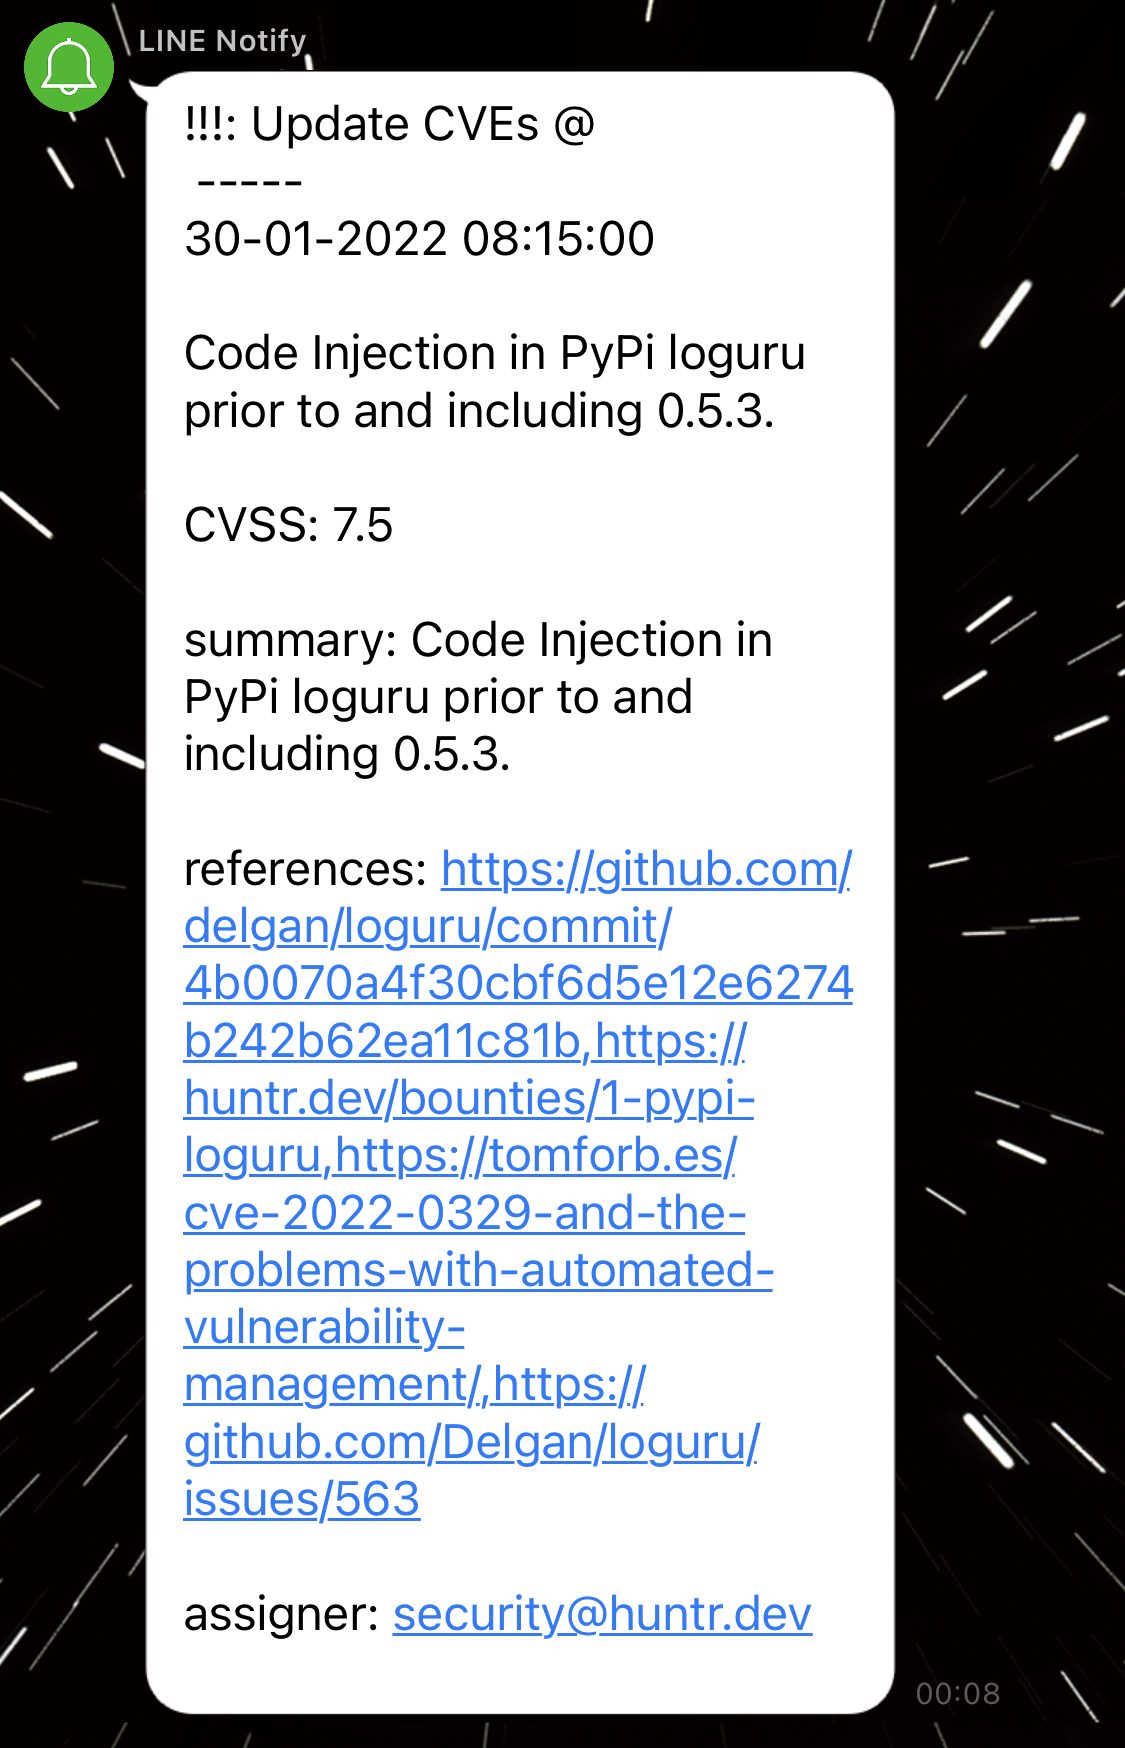 LINE Notify
!!!: Update CVEs @
-----
30-01-2022 08:15:00
Code Injection in PyPi loguru
prior to and including 0.5.3.
CVSS: 7.5
summary: Code Injection in
PyPi loguru prior to and
including 0.5.3.
references: https://github.com/
delgan/loguru/commit/
4b0070a4f30cbf6d5e12e6274
b242b62ea11c81b,https://
huntr.dev/bounties/1-pypi-
loguru,https://tomforb.es/
cve-2022-0329-and-the-
problems-with-automated-
vulnerability-
management/,https://
github.com/Delgan/loguru/
issues/563
assigner: security@huntr.dev
00:08